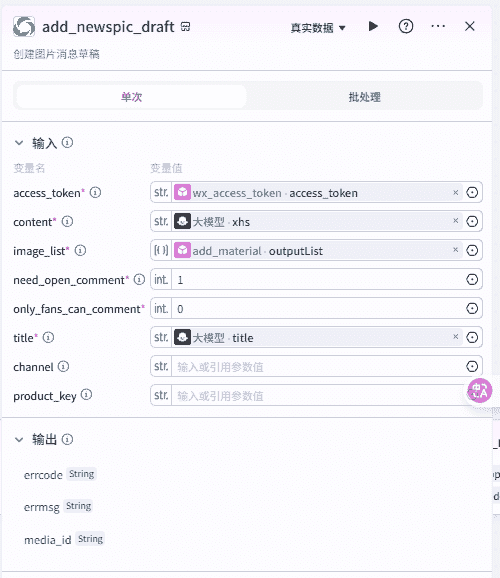 add_newspic_draft 真实数据
创建图片消息草稿
单次 批处理
输入
变量名 变量值
access_token* str. wx_access_token · access_token
content* str. 大模型 · xhs
image_list* [()] add_material · outputList
need_open_comment* int. 1
only_fans_can_comment* int. 0
title* str. 大模型 · title
channel str. 输入或引用参数值
product_key str. 输入或引用参数值
输出
errcode String
errmsg String
media_id String